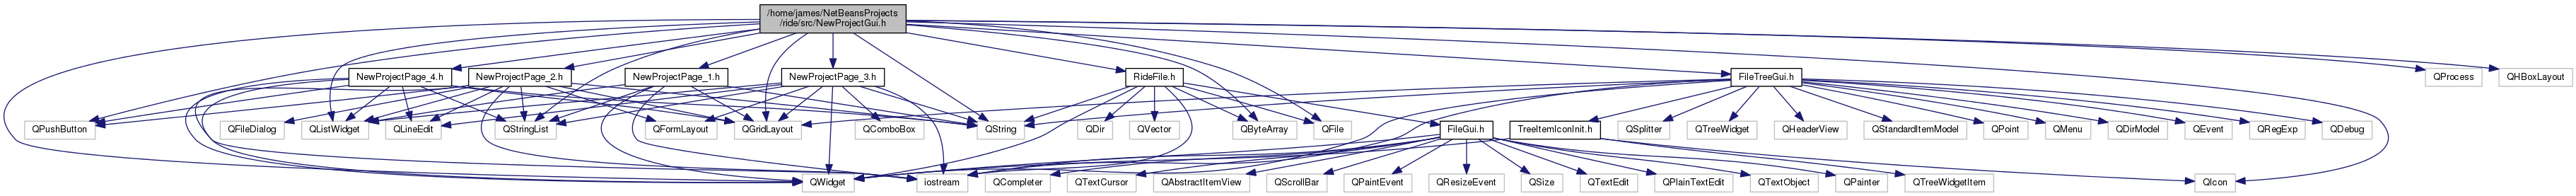 /home/james/NetBeansProjects
/ride/src/NewProjectGui.h
NewProjectPage_4.h
NewProjectPage_2.h
NewProjectPage_1.h
NewProjectPage_3.h
RideFile.h
FileTreeGui.h
QProcess
QHBoxLayout
QPushButton
QFileDialog
QListWidget
QLineEdit
QStringList
QFormLayout
QGridLayout
QComboBox
QString
QDir
QVector
QByteArray
QFile
FileGui.h
TreeItemIconInit.h
QSplitter
QTreeWidget
QHeaderView
QStandardItemModel
QPoint
QMenu
QDirModel
QEvent
QRegExp
QDebug
QWidget
iostream
QCompleter
QTextCursor
QAbstractItemView
QScrollBar
QPaintEvent
QResizeEvent
QSize
QTextEdit
QPlainTextEdit
QTextObject
QPainter
QTreeWidgetItem
QIcon